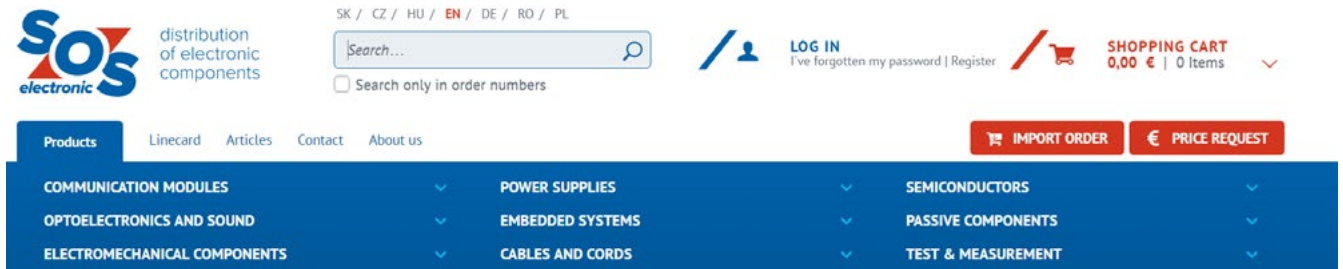 SOS
electronic
distribution
of electronic
components
SK / CZ / HU / EN / DE / RO / PL
Search...
Search only in order numbers
LOG IN
I've forgotten my password | Register
SHOPPING CART
0,00 € | 0 Items
Products Linecard Articles Contact About us
IMPORT ORDER € PRICE REQUEST
COMMUNICATION MODULES POWER SUPPLIES SEMICONDUCTORS
OPTOELECTRONICS AND SOUND EMBEDDED SYSTEMS PASSIVE COMPONENTS
ELECTROMECHANICAL COMPONENTS CABLES AND CORDS TEST & MEASUREMENT